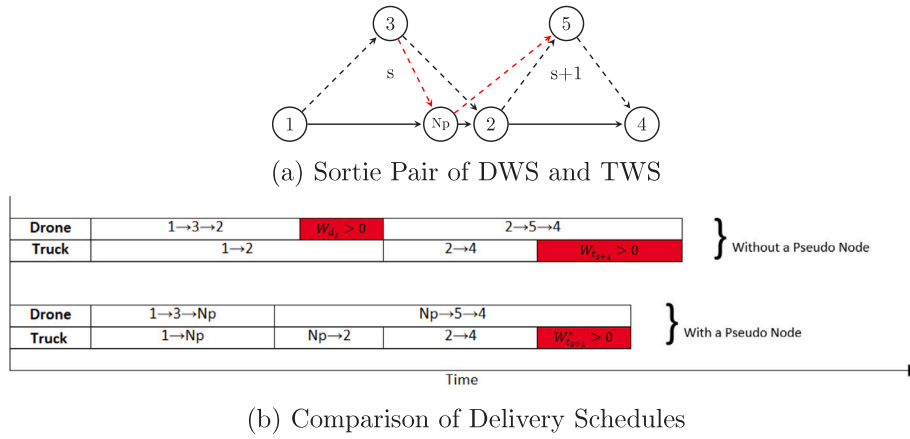 3
5
s
s+1
1
Np
2
4
(a) Sortie Pair of DWS and TWS
Drone 1→3→2 W_{d_s} > 0 2→5→4
Truck 1→2 2→4 W_{t_{s+1}} > 0
} Without a Pseudo Node
Drone 1→3→Np Np→5→4
Truck 1→Np Np→2 2→4 W*_{t_{s+1}} > 0
} With a Pseudo Node
Time
(b) Comparison of Delivery Schedules